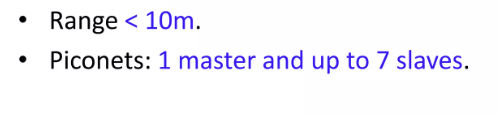 • Range < 10m.
• Piconets: 1 master and up to 7 slaves.